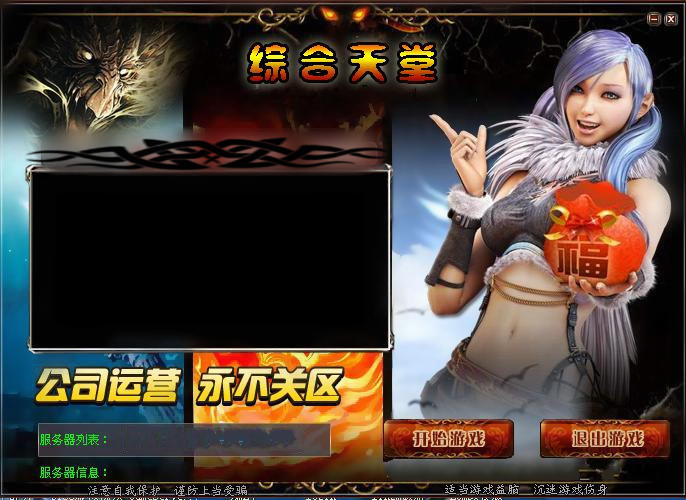 综合天堂
福
公司运营 永不关区
服务器列表：
开始游戏 退出游戏
服务器信息：
注意自我保护 谨防上当受骗 适当游戏益脑 沉迷游戏伤身